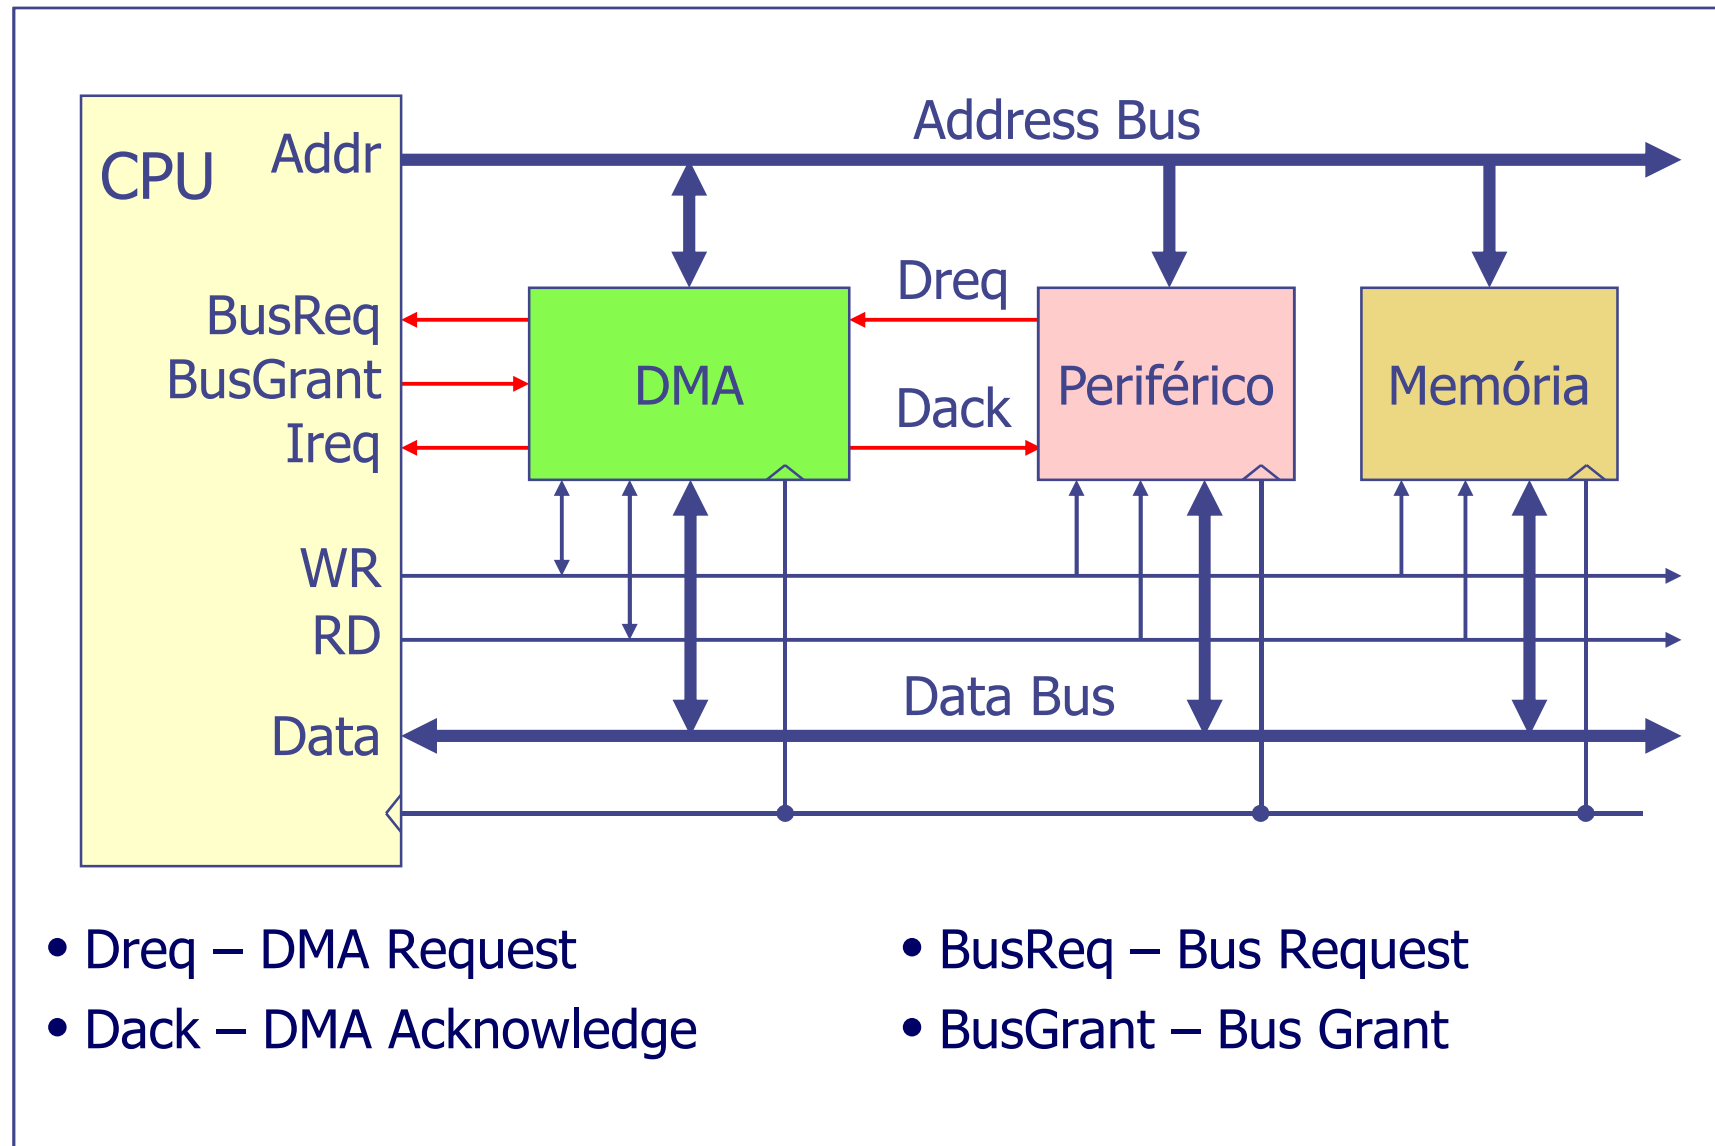 Address Bus
CPU
Addr
BusReq
Dreq
BusGrant
DMA
Periférico
Memória
Dack
Ireq
WR
RD
Data Bus
Data
• Dreq – DMA Request
• BusReq – Bus Request
• Dack – DMA Acknowledge
• BusGrant – Bus Grant